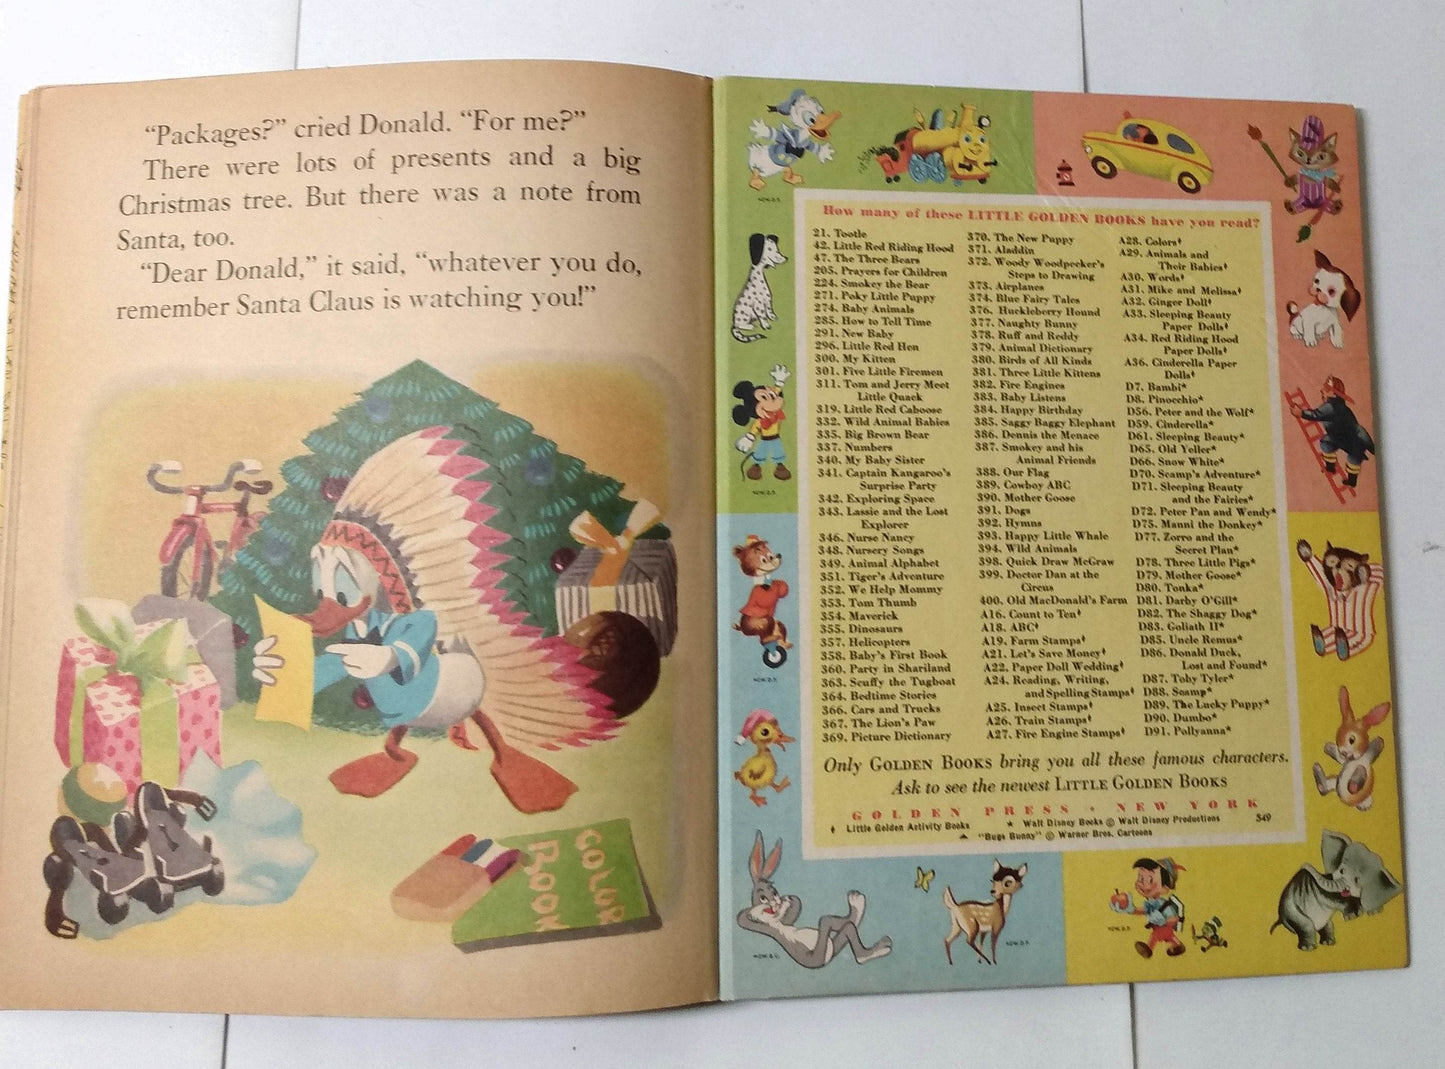 "Packages?" cried Donald. "For me?"
There were lots of presents and a big
Christmas tree. But there was a note from
Santa, too.
"Dear Donald," it said, "whatever you do,
remember Santa Claus is watching you!"
COLOR
BOOK
How many of these LITTLE GOLDEN BOOKS have you read?
21. Tootle
42. Little Red Riding Hood
47. The Three Bears
205. Prayers for Children
224. Smokey the Bear
271. Poky Little Puppy
274. Baby Animals
285. How to Tell Time
291. New Baby
296. Little Red Hen
300. My Kitten
301. Five Little Firemen
311. Tom and Jerry Meet
Little Quack
319. Little Red Caboose
332. Wild Animal Babies
335. Big Brown Bear
337. Numbers
340. My Baby Sister
341. Captain Kangaroo's
Surprise Party
342. Exploring Space
343. Lassie and the Lost
Explorer
346. Nurse Nancy
348. Nursery Songs
349. Animal Alphabet
351. Tiger's Adventure
352. We Help Mommy
353. Tom Thumb
354. Maverick
355. Dinosaurs
357. Helicopters
358. Baby's First Book
360. Party in Shariland
363. Scuffy the Tugboat
364. Bedtime Stories
366. Cars and Trucks
367. The Lion's Paw
369. Picture Dictionary
370. The New Puppy
371. Aladdin
372. Woody Woodpecker's
Steps to Drawing
373. Airplanes
374. Blue Fairy Tales
376. Huckleberry Hound
377. Naughty Bunny
378. Ruff and Reddy
379. Animal Dictionary
380. Birds of All Kinds
381. Three Little Kittens
382. Fire Engines
383. Baby Listens
384. Happy Birthday
385. Saggy Baggy Elephant
386. Dennis the Menace
387. Smokey and his
Animal Friends
388. Our Flag
389. Cowboy ABC
390. Mother Goose
391. Dogs
392. Hymns
393. Happy Little Whale
394. Wild Animals
398. Quick Draw McGraw
399. Doctor Dan at the
Circus
400. Old MacDonald's Farm
A16. Count to Ten♦
A18. ABC♦
A19. Farm Stamps♦
A21. Let's Save Money♦
A22. Paper Doll Wedding♦
A24. Reading, Writing,
and Spelling Stamps♦
A25. Insect Stamps♦
A26. Train Stamps♦
A27. Fire Engine Stamps♦
A28. Colors♦
A29. Animals and
Their Babies♦
A30. Words♦
A31. Mike and Melissa♦
A32. Ginger Doll♦
A33. Sleeping Beauty
Paper Dolls♦
A34. Red Riding Hood
Paper Dolls♦
A36. Cinderella Paper
Dolls♦
D7. Bambi*
D8. Pinocchio*
D56. Peter and the Wolf*
D59. Cinderella*
D61. Sleeping Beauty*
D65. Old Yeller*
D66. Snow White*
D70. Scamp's Adventure*
D71. Sleeping Beauty
and the Fairies*
D72. Peter Pan and Wendy*
D75. Manni the Donkey*
D77. Zorro and the
Secret Plan*
D78. Three Little Pigs*
D79. Mother Goose*
D80. Tonka*
D81. Darby O'Gill*
D82. The Shaggy Dog*
D83. Goliath II*
D85. Uncle Remus*
D86. Donald Duck,
Lost and Found*
D87. Toby Tyler*
D88. Scamp*
D89. The Lucky Puppy*
D90. Dumbo*
D91. Pollyanna*
Only GOLDEN BOOKS bring you all these famous characters.
Ask to see the newest LITTLE GOLDEN BOOKS
GOLDEN PRESS • NEW YORK
♦ Little Golden Activity Books * Walt Disney Books © Walt Disney Productions 549
▲ "Bugs Bunny" © Warner Bros. Cartoons